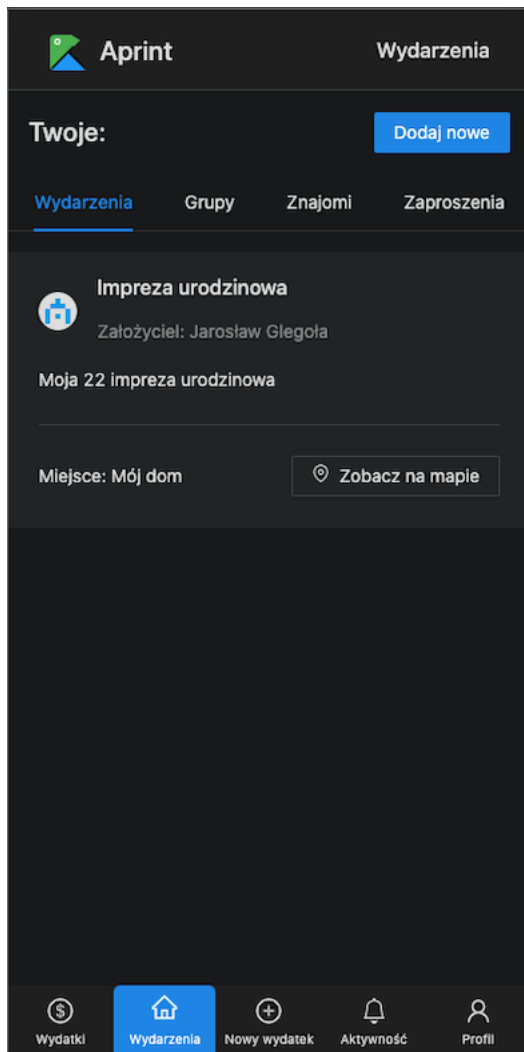 Aprint
Wydarzenia
Twoje:
Dodaj nowe
Wydarzenia Grupy Znajomi Zaproszenia
Impreza urodzinowa
Założyciel: Jarosław Glegoła
Moja 22 impreza urodzinowa
Miejsce: Mój dom
Zobacz na mapie
Wydatki Wydarzenia Nowy wydatek Aktywność Profil